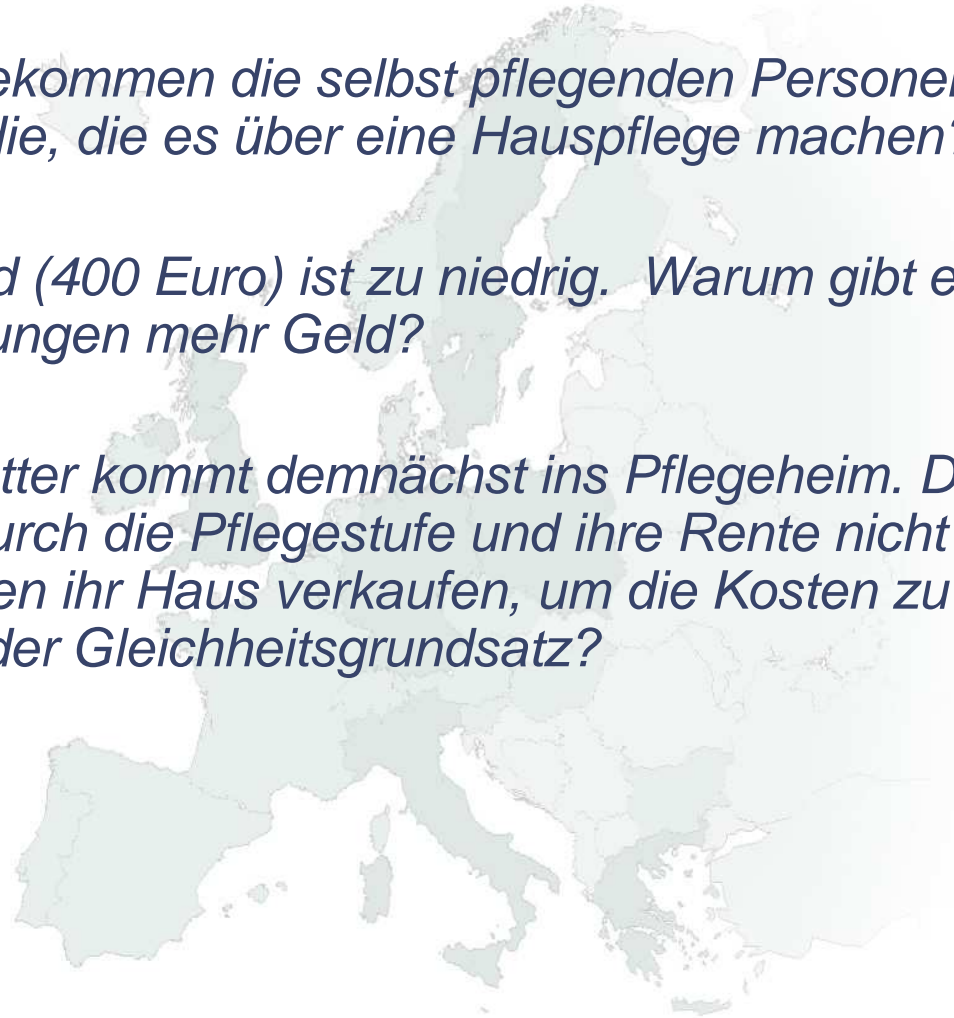 ekommen die selbst pflegenden Personen
die, die es über eine Hauspflege machen?
d (400 Euro) ist zu niedrig. Warum gibt e
ungen mehr Geld?
tter kommt demnächst ins Pflegeheim. D
urch die Pflegestufe und ihre Rente nicht
en ihr Haus verkaufen, um die Kosten zu
der Gleichheitsgrundsatz?